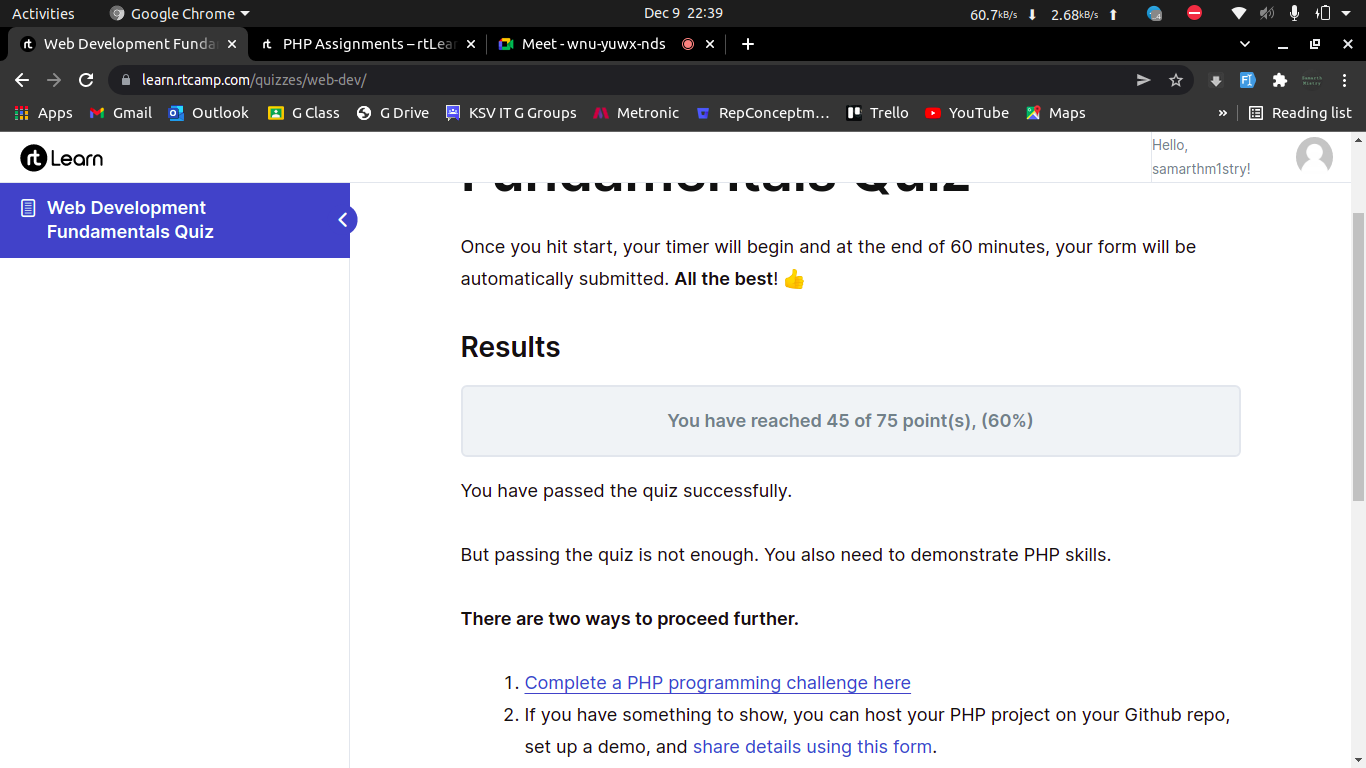 Activities Google Chrome Dec 9 22:39 60.7kB/s 2.68kB/s
Web Development Funda PHP Assignments – rtLear Meet - wnu-yuwx-nds
learn.rtcamp.com/quizzes/web-dev/
Apps Gmail Outlook G Class G Drive KSV IT G Groups Metronic RepConceptm… Trello YouTube Maps » Reading list
rt Learn
Hello,
samarthm1stry!
Web Development
Fundamentals Quiz
Fundamentals Quiz
Once you hit start, your timer will begin and at the end of 60 minutes, your form will be
automatically submitted. All the best! 👍
Results
You have reached 45 of 75 point(s), (60%)
You have passed the quiz successfully.
But passing the quiz is not enough. You also need to demonstrate PHP skills.
There are two ways to proceed further.
1. Complete a PHP programming challenge here
2. If you have something to show, you can host your PHP project on your Github repo,
set up a demo, and share details using this form.